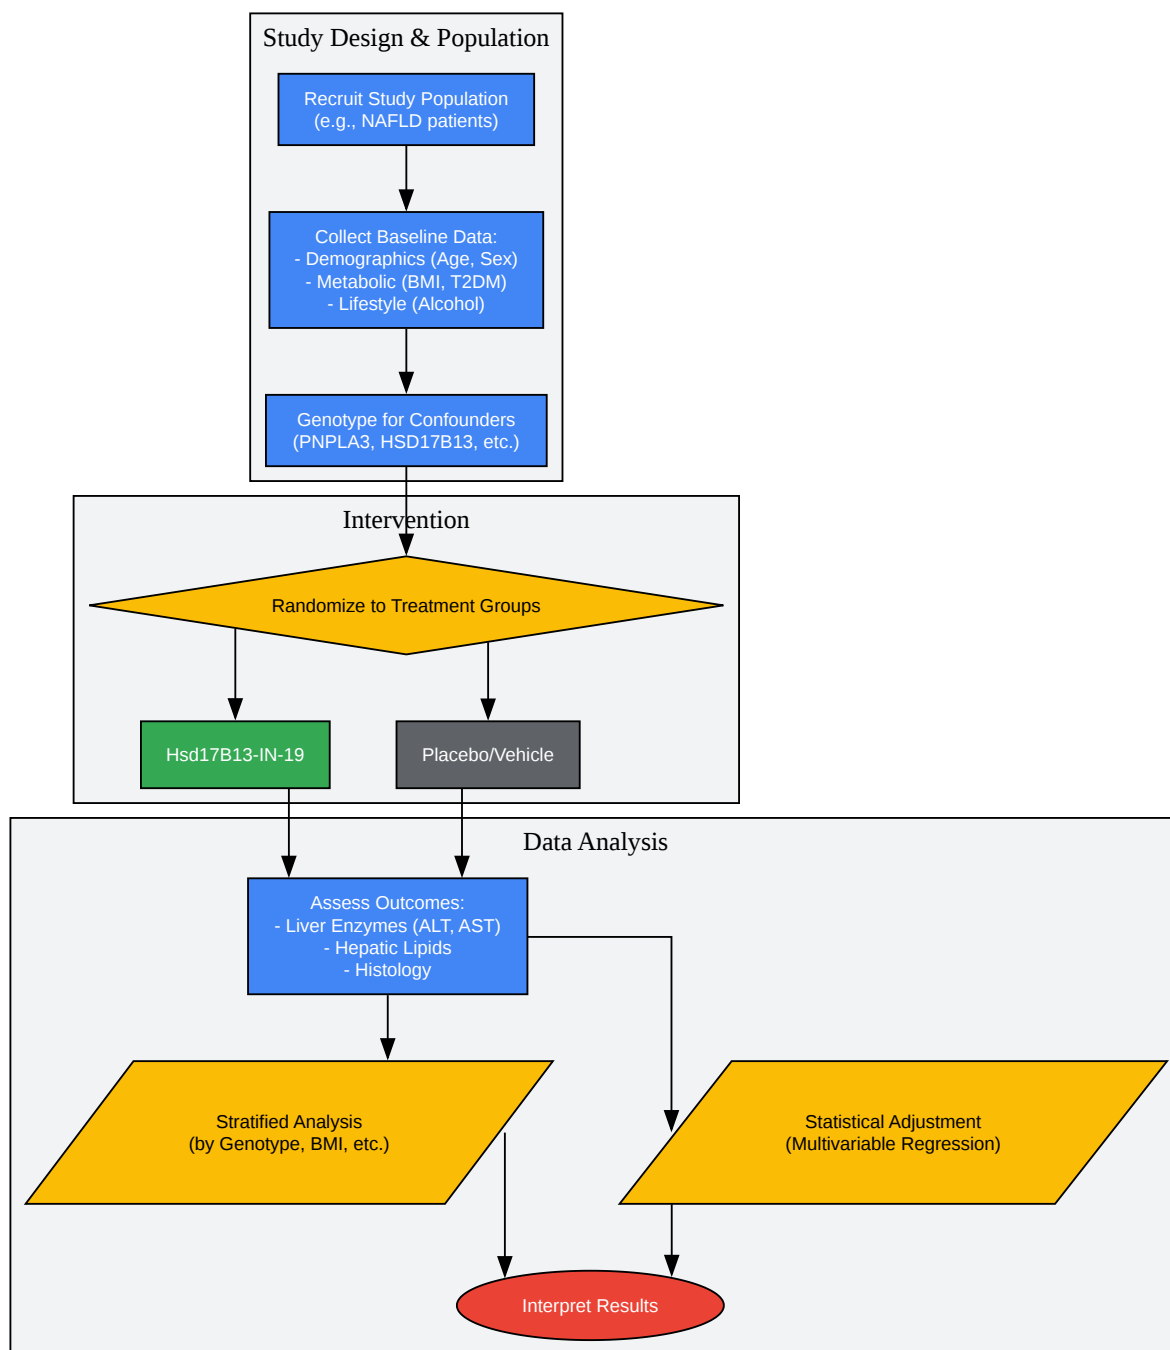 Study Design & Population
Recruit Study Population
(e.g., NAFLD patients)
Collect Baseline Data:
- Demographics (Age, Sex)
- Metabolic (BMI, T2DM)
- Lifestyle (Alcohol)
Genotype for Confounders
(PNPLA3, HSD17B13, etc.)
Intervention
Randomize to Treatment Groups
Hsd17B13-IN-19
Placebo/Vehicle
Data Analysis
Assess Outcomes:
- Liver Enzymes (ALT, AST)
- Hepatic Lipids
- Histology
Stratified Analysis
(by Genotype, BMI, etc.)
Statistical Adjustment
(Multivariable Regression)
Interpret Results